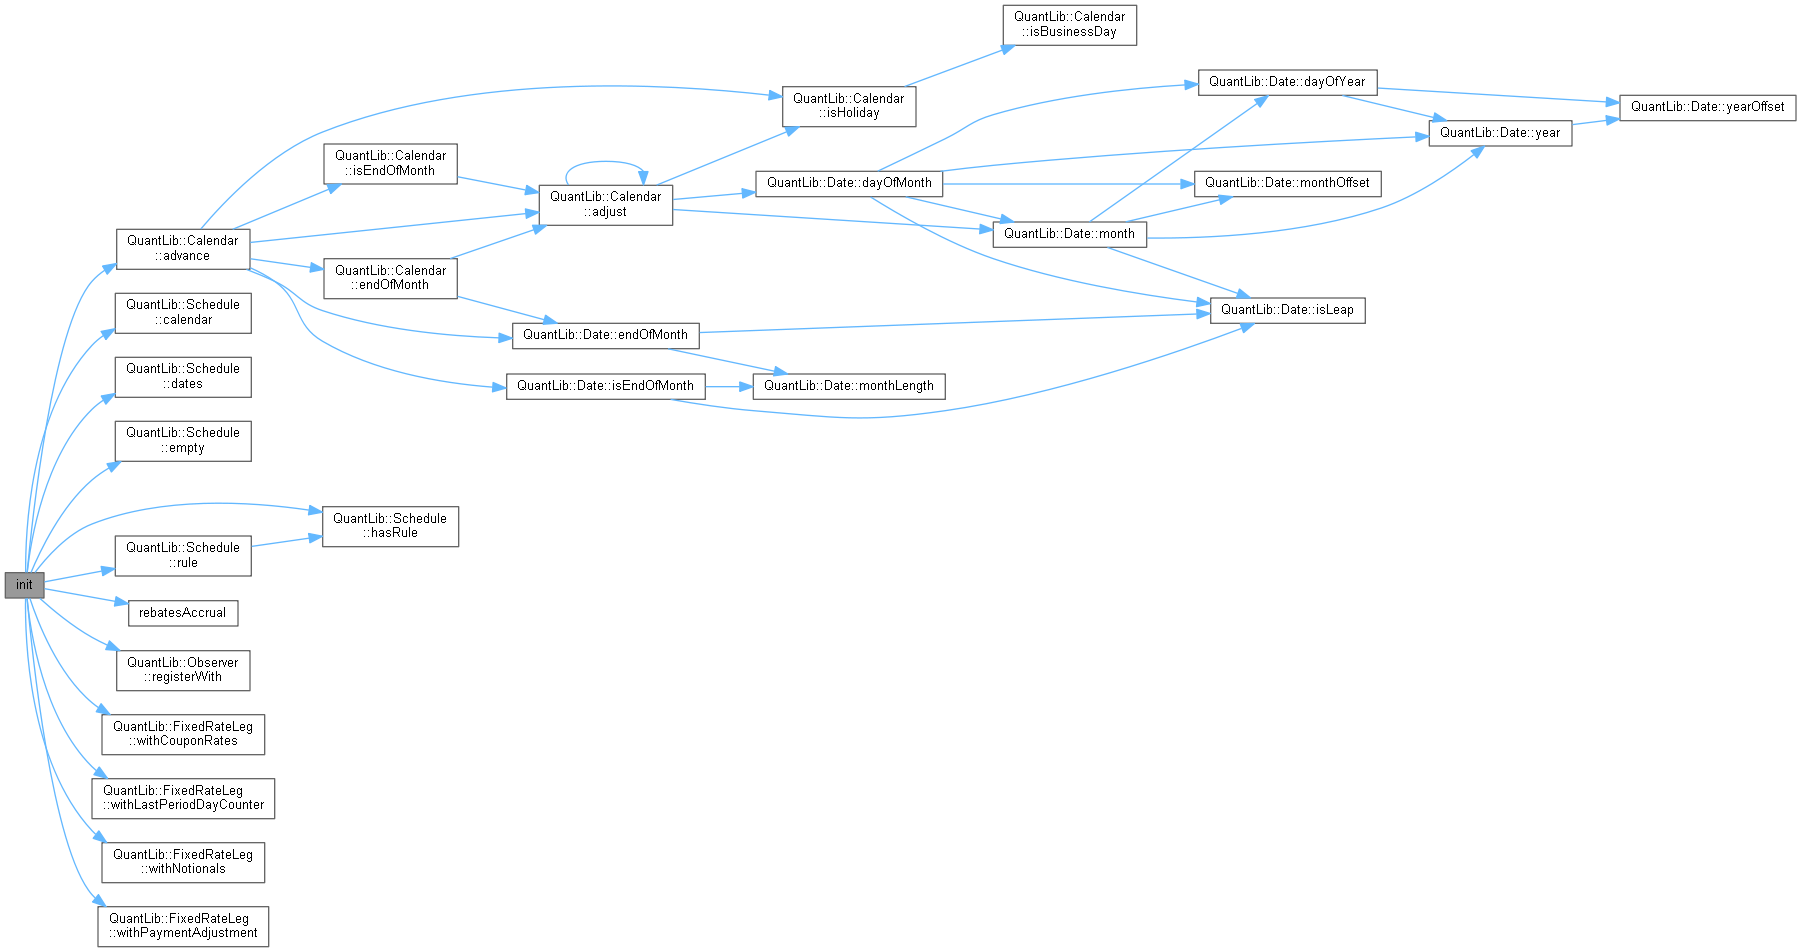 QuantLib::Calendar
::isBusinessDay
QuantLib::Date::dayOfYear
QuantLib::Calendar
::isHoliday
QuantLib::Date::yearOffset
QuantLib::Date::year
QuantLib::Calendar
::isEndOfMonth
QuantLib::Date::dayOfMonth
QuantLib::Date::monthOffset
QuantLib::Calendar
::adjust
QuantLib::Date::month
QuantLib::Calendar
::advance
QuantLib::Calendar
::endOfMonth
QuantLib::Schedule
::calendar
QuantLib::Date::isLeap
QuantLib::Date::endOfMonth
QuantLib::Schedule
::dates
QuantLib::Date::isEndOfMonth
QuantLib::Date::monthLength
QuantLib::Schedule
::empty
QuantLib::Schedule
::hasRule
QuantLib::Schedule
::rule
init
rebatesAccrual
QuantLib::Observer
::registerWith
QuantLib::FixedRateLeg
::withCouponRates
QuantLib::FixedRateLeg
::withLastPeriodDayCounter
QuantLib::FixedRateLeg
::withNotionals
QuantLib::FixedRateLeg
::withPaymentAdjustment